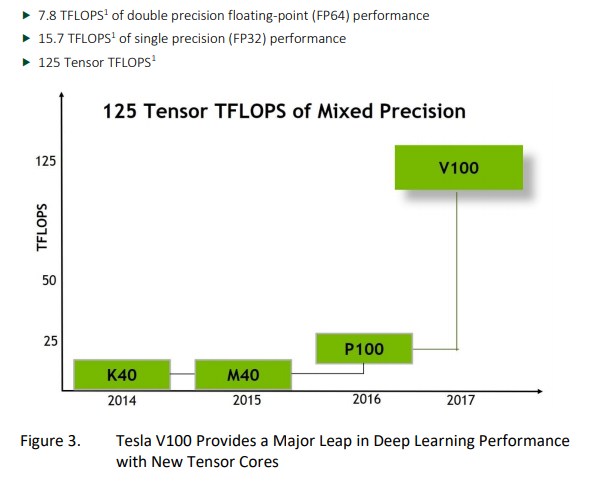 ▶ 7.8 TFLOPS¹ of double precision floating-point (FP64) performance
▶ 15.7 TFLOPS¹ of single precision (FP32) performance
▶ 125 Tensor TFLOPS¹
125 Tensor TFLOPS of Mixed Precision
125
V100
TFLOPS
50
25
P100
K40
M40
2014
2015
2016
2017
Figure 3. Tesla V100 Provides a Major Leap in Deep Learning Performance
with New Tensor Cores